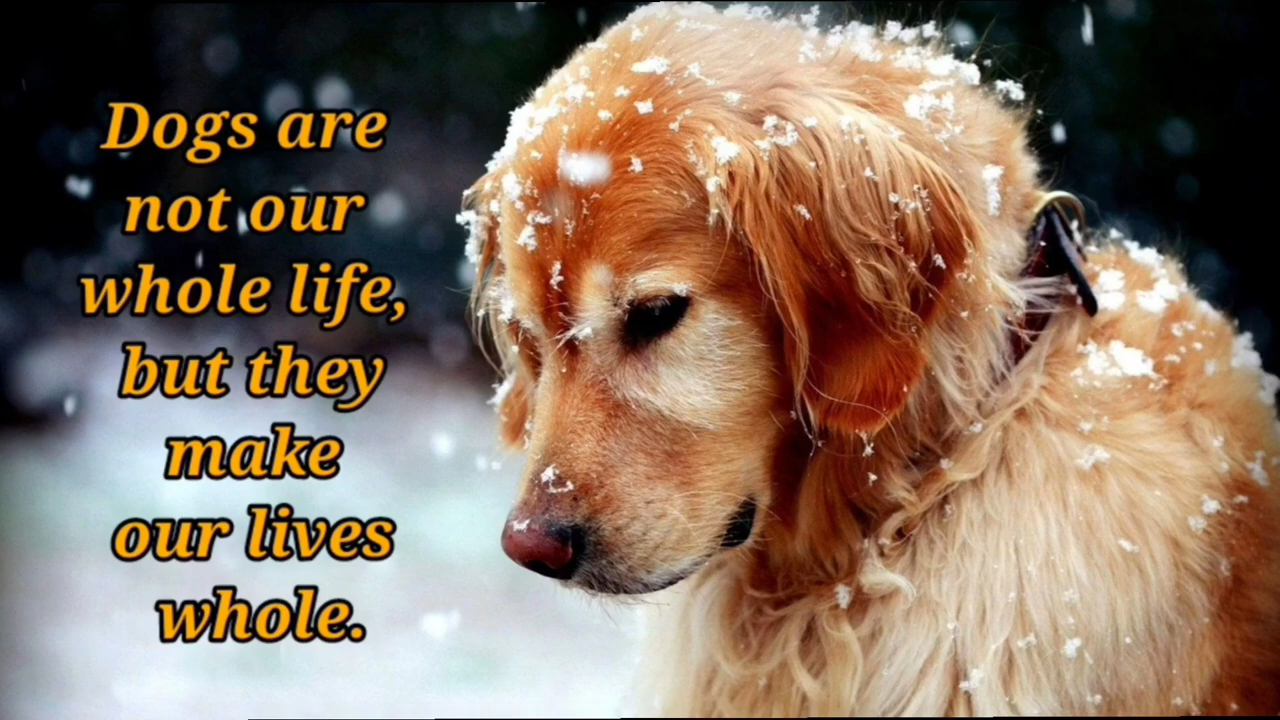 Dogs are
not our
whole life,
but they
make
our lives
whole.